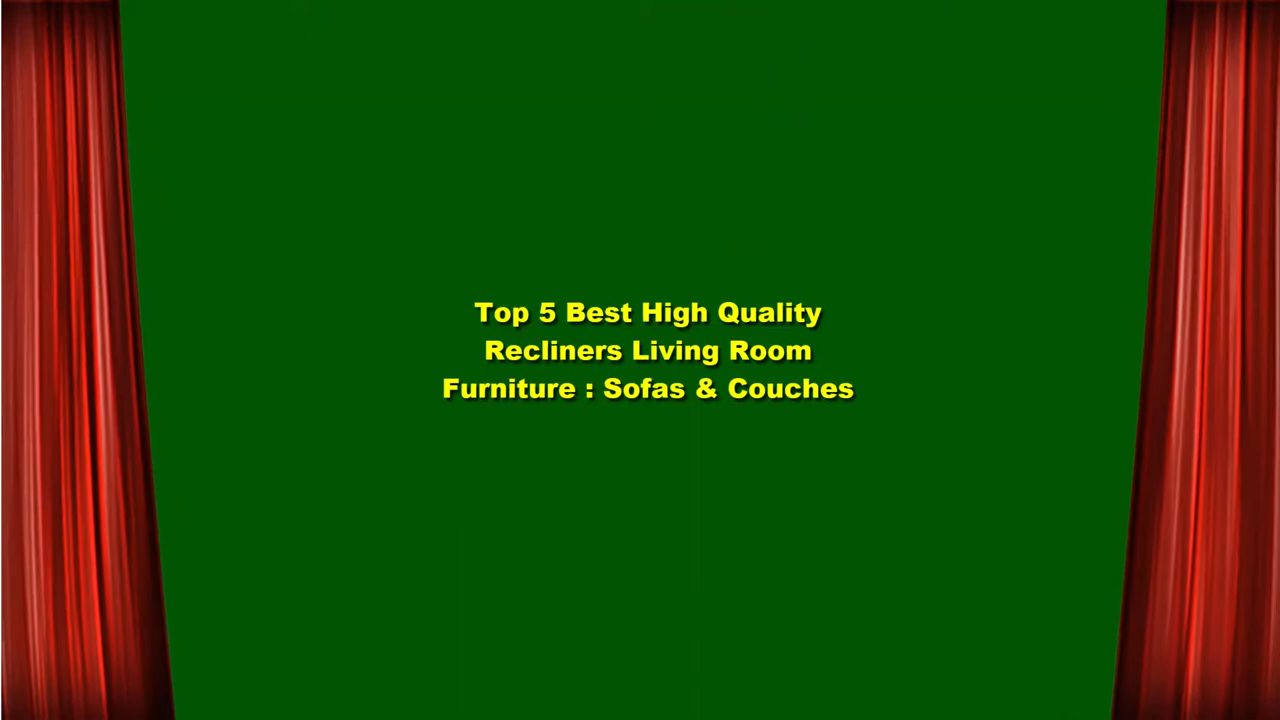 Top 5 Best High Quality
Recliners Living Room
Furniture : Sofas & Couches